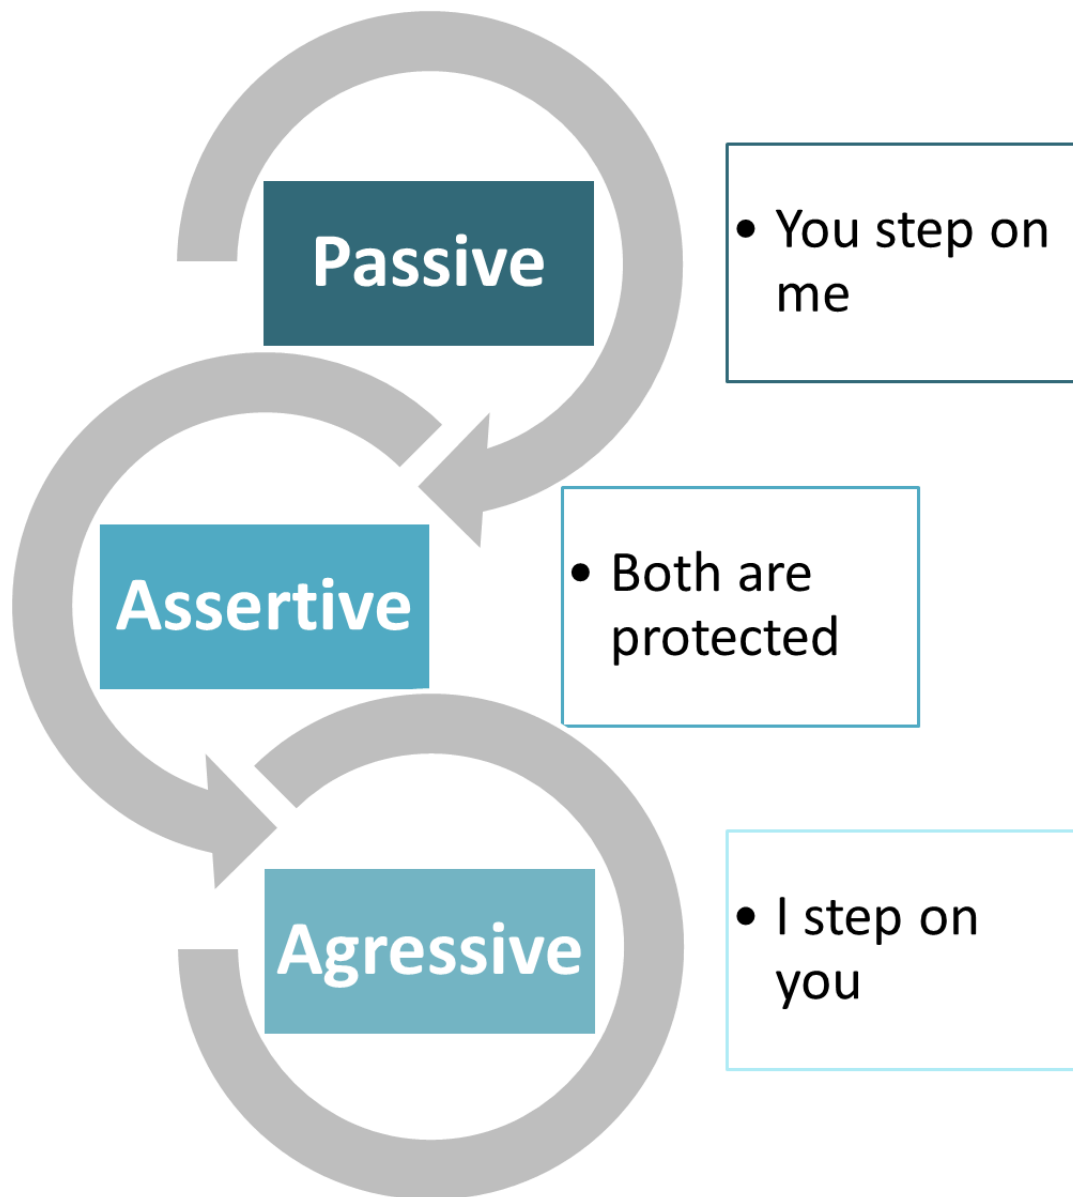 Passive
• You step on
me
Assertive
• Both are
protected
Agressive
• I step on
you